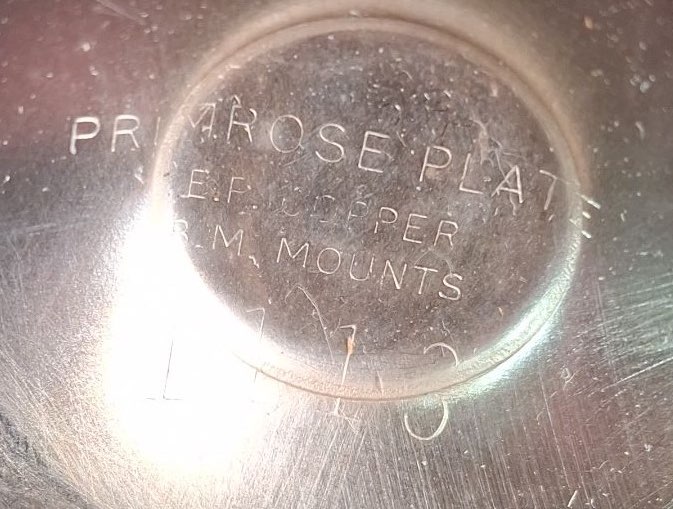 PRIMROSE PLATE
E.P. COPPER
B.M. MOUNTS